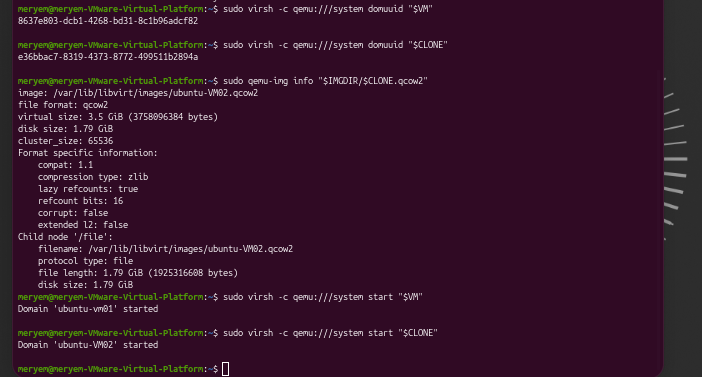 meryem@meryem-VMware-Virtual-Platform:~$ sudo virsh -c qemu:///system domuuid "$VM"
8637e803-dcb1-4268-bd31-8c1b96adcf82
meryem@meryem-VMware-Virtual-Platform:~$ sudo virsh -c qemu:///system domuuid "$CLONE"
e36bbac7-8319-4373-8772-499511b2894a
meryem@meryem-VMware-Virtual-Platform:~$ sudo qemu-img info "$IMGDIR/$CLONE.qcow2"
image: /var/lib/libvirt/images/ubuntu-VM02.qcow2
file format: qcow2
virtual size: 3.5 GiB (3758096384 bytes)
disk size: 1.79 GiB
cluster_size: 65536
Format specific information:
    compat: 1.1
    compression type: zlib
    lazy refcounts: true
    refcount bits: 16
    corrupt: false
    extended l2: false
Child node '/file':
    filename: /var/lib/libvirt/images/ubuntu-VM02.qcow2
    protocol type: file
    file length: 1.79 GiB (1925316608 bytes)
    disk size: 1.79 GiB
meryem@meryem-VMware-Virtual-Platform:~$ sudo virsh -c qemu:///system start "$VM"
Domain 'ubuntu-vm01' started
meryem@meryem-VMware-Virtual-Platform:~$ sudo virsh -c qemu:///system start "$CLONE"
Domain 'ubuntu-VM02' started
meryem@meryem-VMware-Virtual-Platform:~$